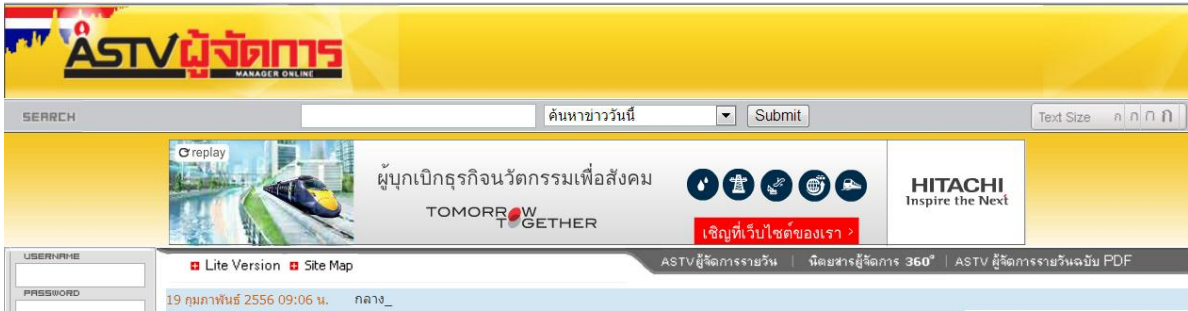 ASTVผู้จัดการ
MANAGER ONLINE
SEARCH
ค้นหาข่าววันนี้
Submit
Text Size ก ก ก ก
replay
ผู้บุกเบิกธุรกิจนวัตกรรมเพื่อสังคม
TOMORROW
TOGETHER
เชิญที่เว็บไซต์ของเรา >
HITACHI
Inspire the Next
USERNAME
Lite Version Site Map
ASTVผู้จัดการรายวัน | นิตยสารผู้จัดการ 360° | ASTV ผู้จัดการรายวันฉบับ PDF
PASSWORD
19 กุมภาพันธ์ 2556 09:06 น. กลาง_